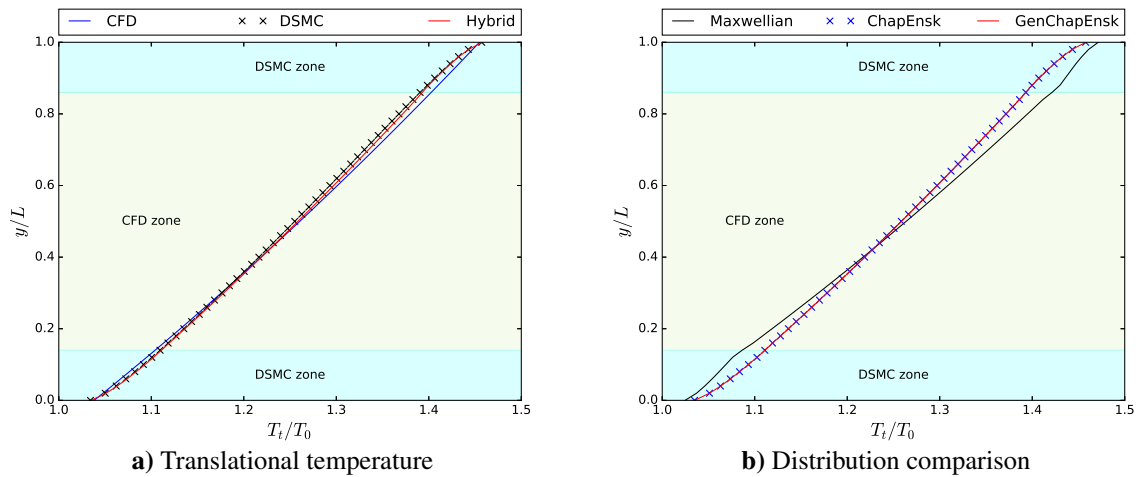 CFD DSMC Hybrid
1.0
0.8
0.6
0.4
0.2
0.0
y/L
DSMC zone
CFD zone
DSMC zone
1.0 1.1 1.2 1.3 1.4 1.5
T_t/T_0
a) Translational temperature
Maxwellian ChapEnsk GenChapEnsk
1.0
0.8
0.6
0.4
0.2
0.0
y/L
DSMC zone
CFD zone
DSMC zone
1.0 1.1 1.2 1.3 1.4 1.5
T_t/T_0
b) Distribution comparison